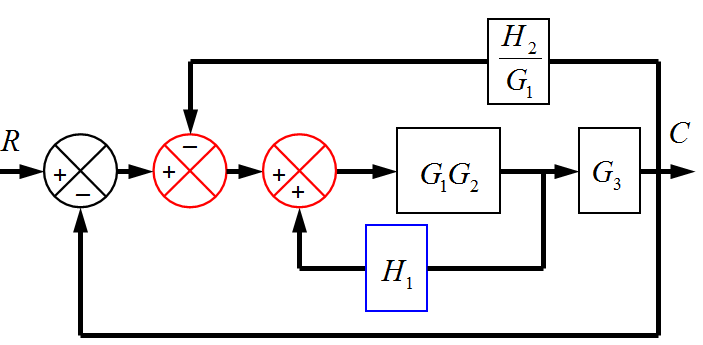 H₂
G₁
R
−
C
+
−
+
+
+
G₁G₂
G₃
H₁